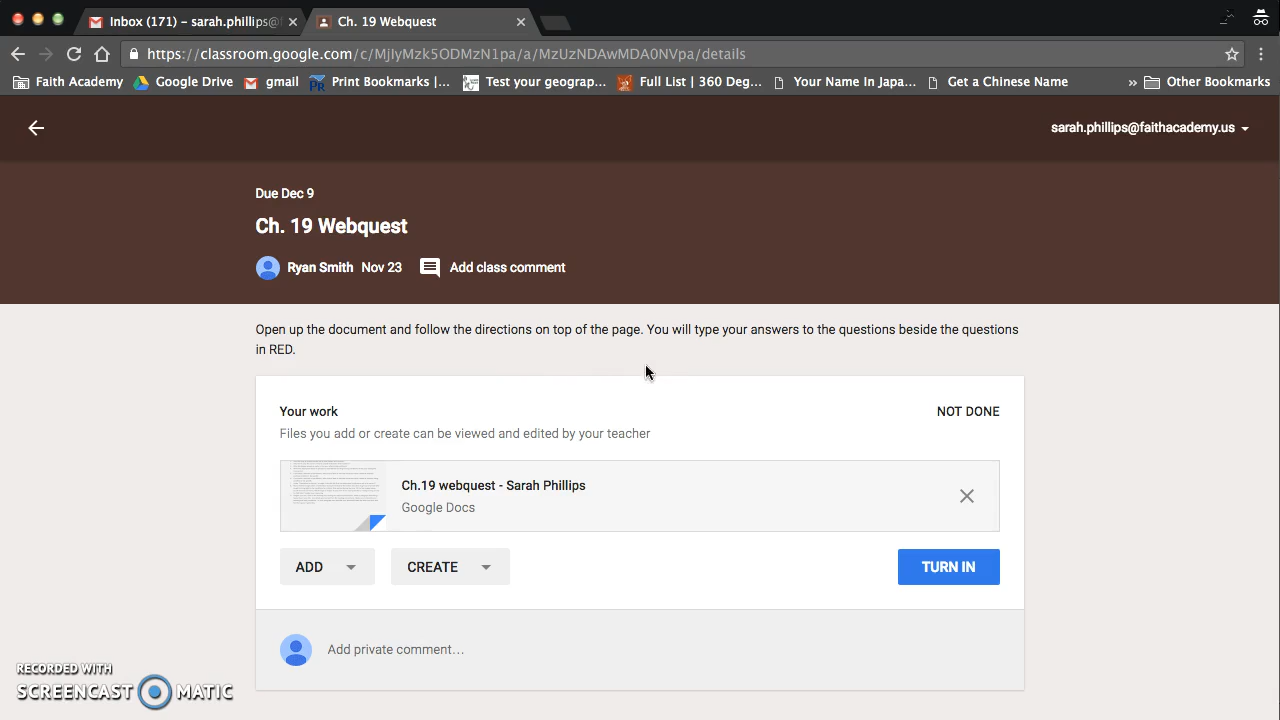 Inbox (171) – sarah.phillips@
Ch. 19 Webquest
https://classroom.google.com/c/MjIyMzk5ODMzN1pa/a/MzUzNDAwMDA0NVpa/details
Faith Academy
Google Drive
gmail
Print Bookmarks |...
Test your geograp...
Full List | 360 Deg...
Your Name in Japa...
Get a Chinese Name
» Other Bookmarks
sarah.phillips@faithacademy.us
Due Dec 9
Ch. 19 Webquest
Ryan Smith Nov 23 Add class comment
Open up the document and follow the directions on top of the page. You will type your answers to the questions beside the questions
in RED.
Your work NOT DONE
Files you add or create can be viewed and edited by your teacher
Ch.19 webquest - Sarah Phillips
Google Docs
ADD CREATE TURN IN
Add private comment...
RECORDED WITH
SCREENCAST MATIC